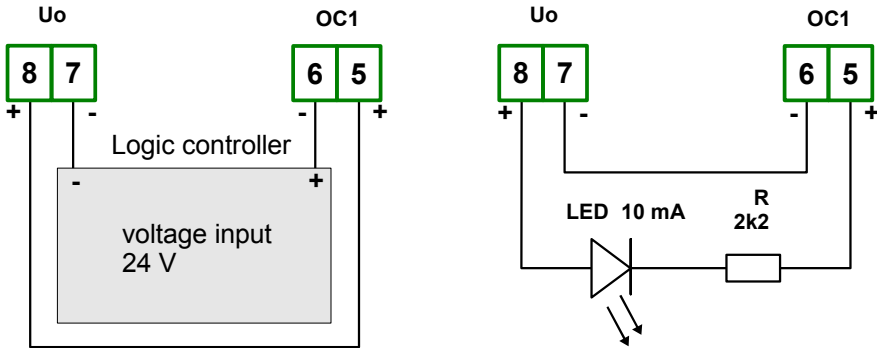 Uo OC1
8 7 6 5
+ - - +
Logic controller
- +
voltage input
24 V
Uo OC1
8 7 6 5
+ - - +
LED 10 mA
R
2k2